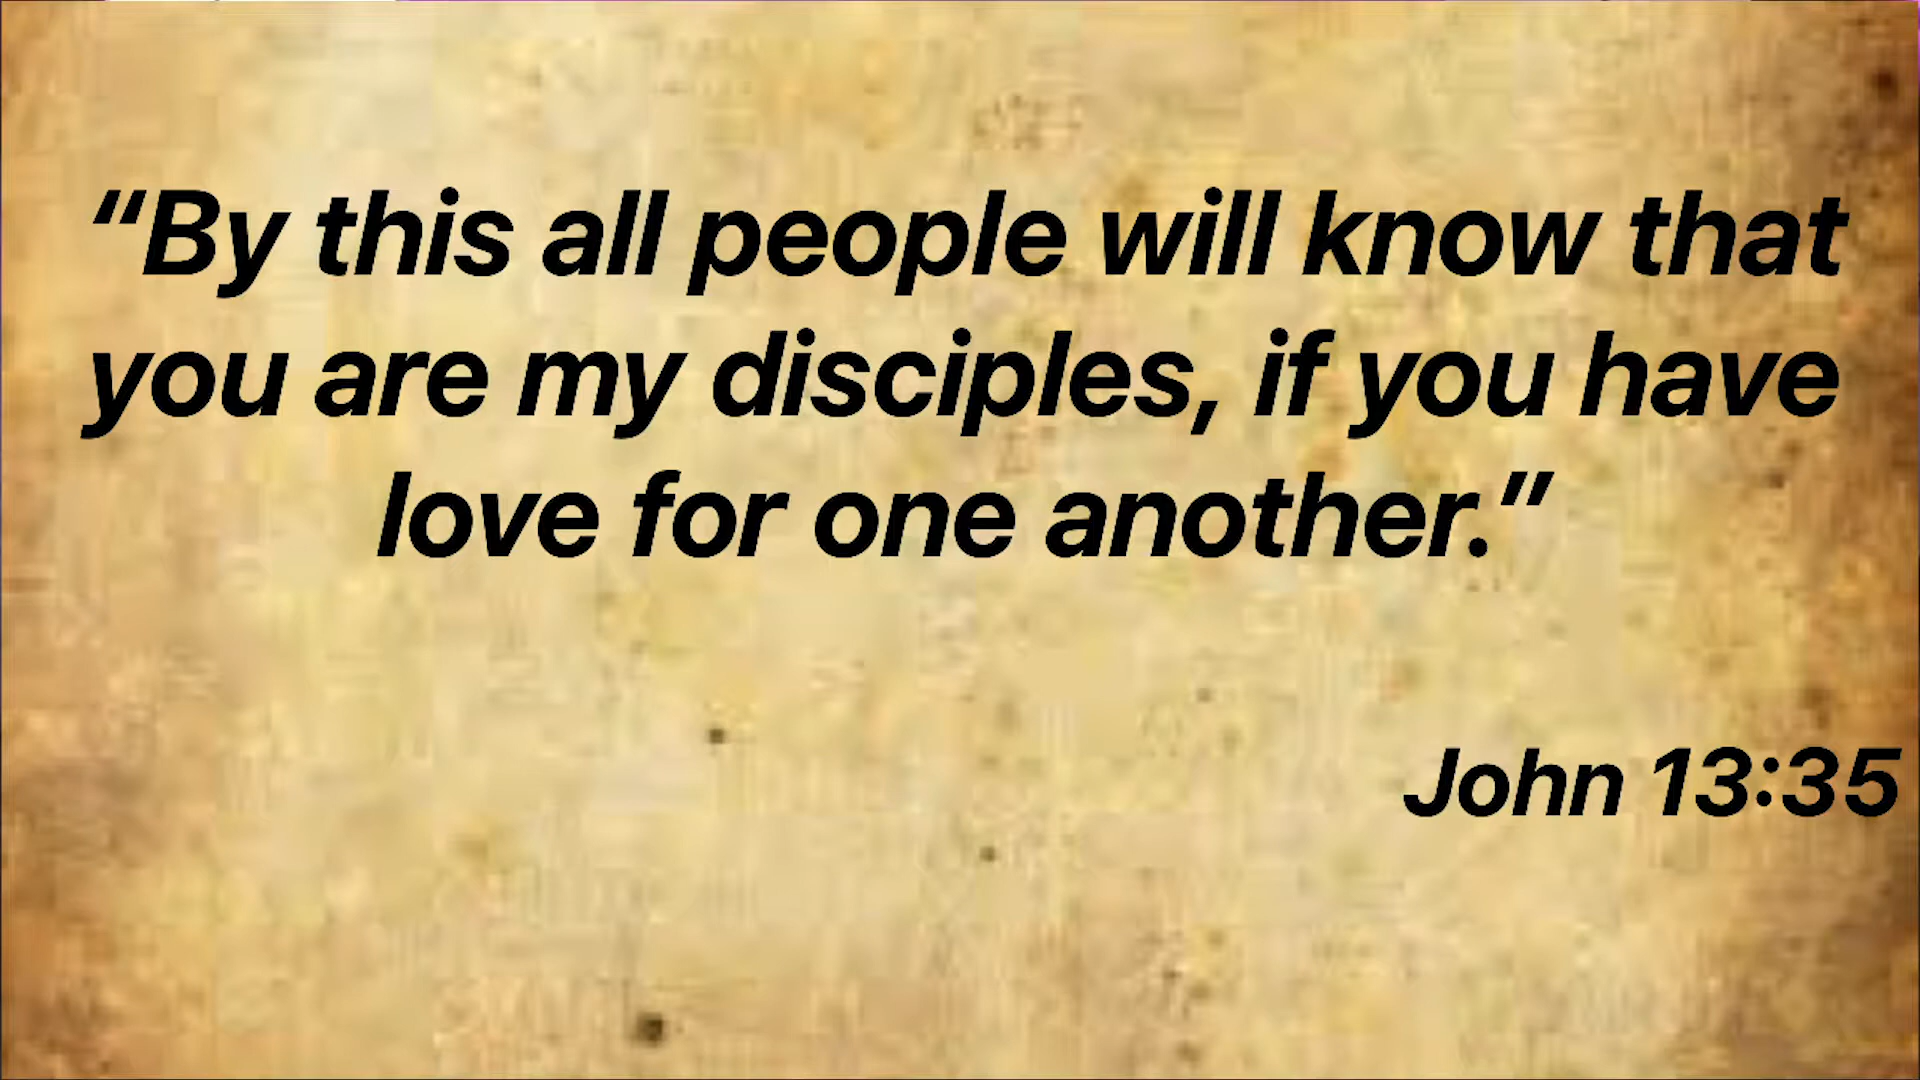 “By this all people will know that
you are my disciples, if you have
love for one another.”
John 13:35